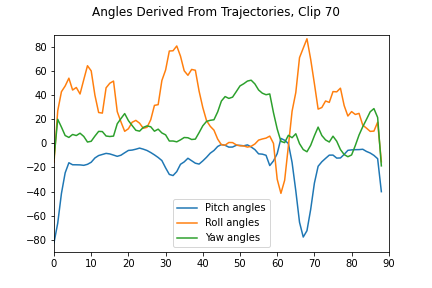 Angles Derived From Trajectories, Clip 70
80
60
40
20
0
−20
−40
−60
−80
Pitch angles
Roll angles
Yaw angles
0 10 20 30 40 50 60 70 80 90